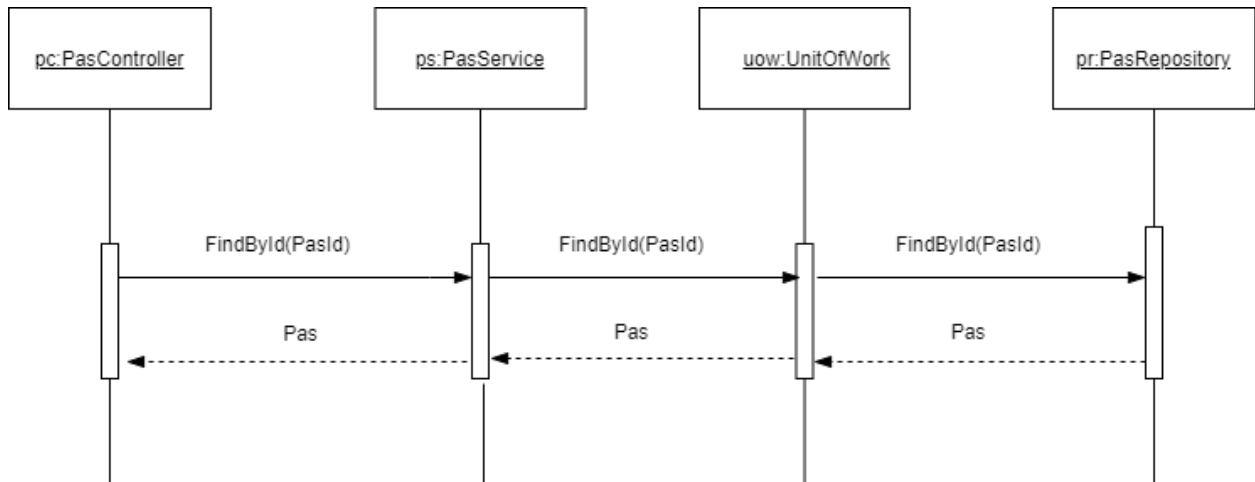 pc:PasController
ps:PasService
uow:UnitOfWork
pr:PasRepository
FindById(PasId)
FindById(PasId)
FindById(PasId)
Pas
Pas
Pas